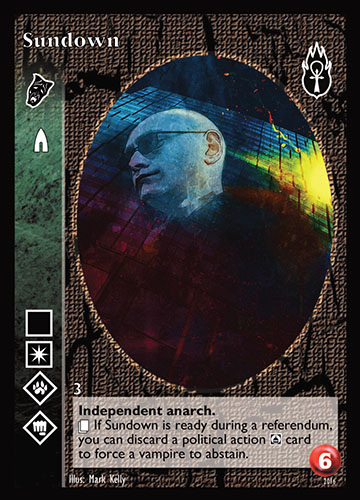 Sundown
3
Independent anarch.
If Sundown is ready during a referendum,
you can discard a political action card
to force a vampire to abstain.
6
Illus: Mark Kelly